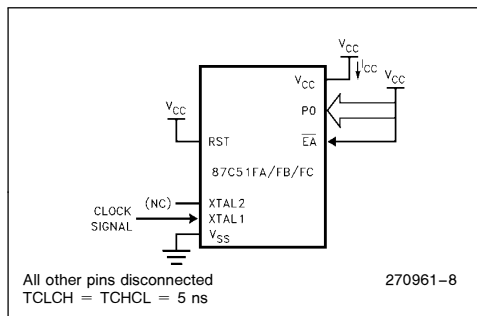 VCC
ICC
VCC
VCC
VCC
P0
RST
EA
87C51FA/FB/FC
(NC)
XTAL2
CLOCK
SIGNAL
XTAL1
VSS
All other pins disconnected
TCLCH = TCHCL = 5 ns
270961–8